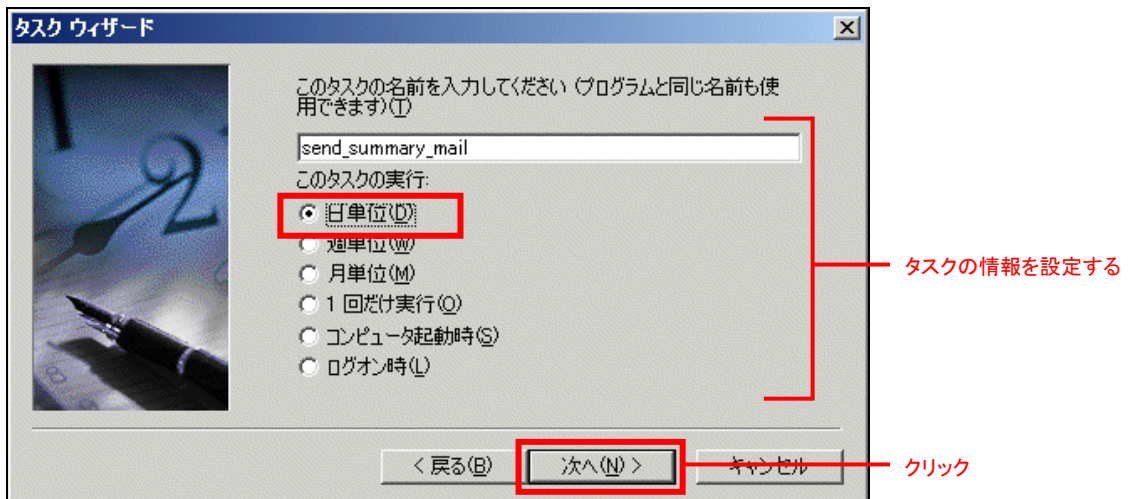 タスク ウィザード
このタスクの名前を入力してください (プログラムと同じ名前も使
用できます)(T)
send_summary_mail
このタスクの実行:
日単位(D)
週単位(W)
月単位(M)
タスクの情報を設定する
1 回だけ実行(O)
コンピュータ起動時(S)
ログオン時(L)
< 戻る(B)
次へ(N) >
キャンセル
クリック